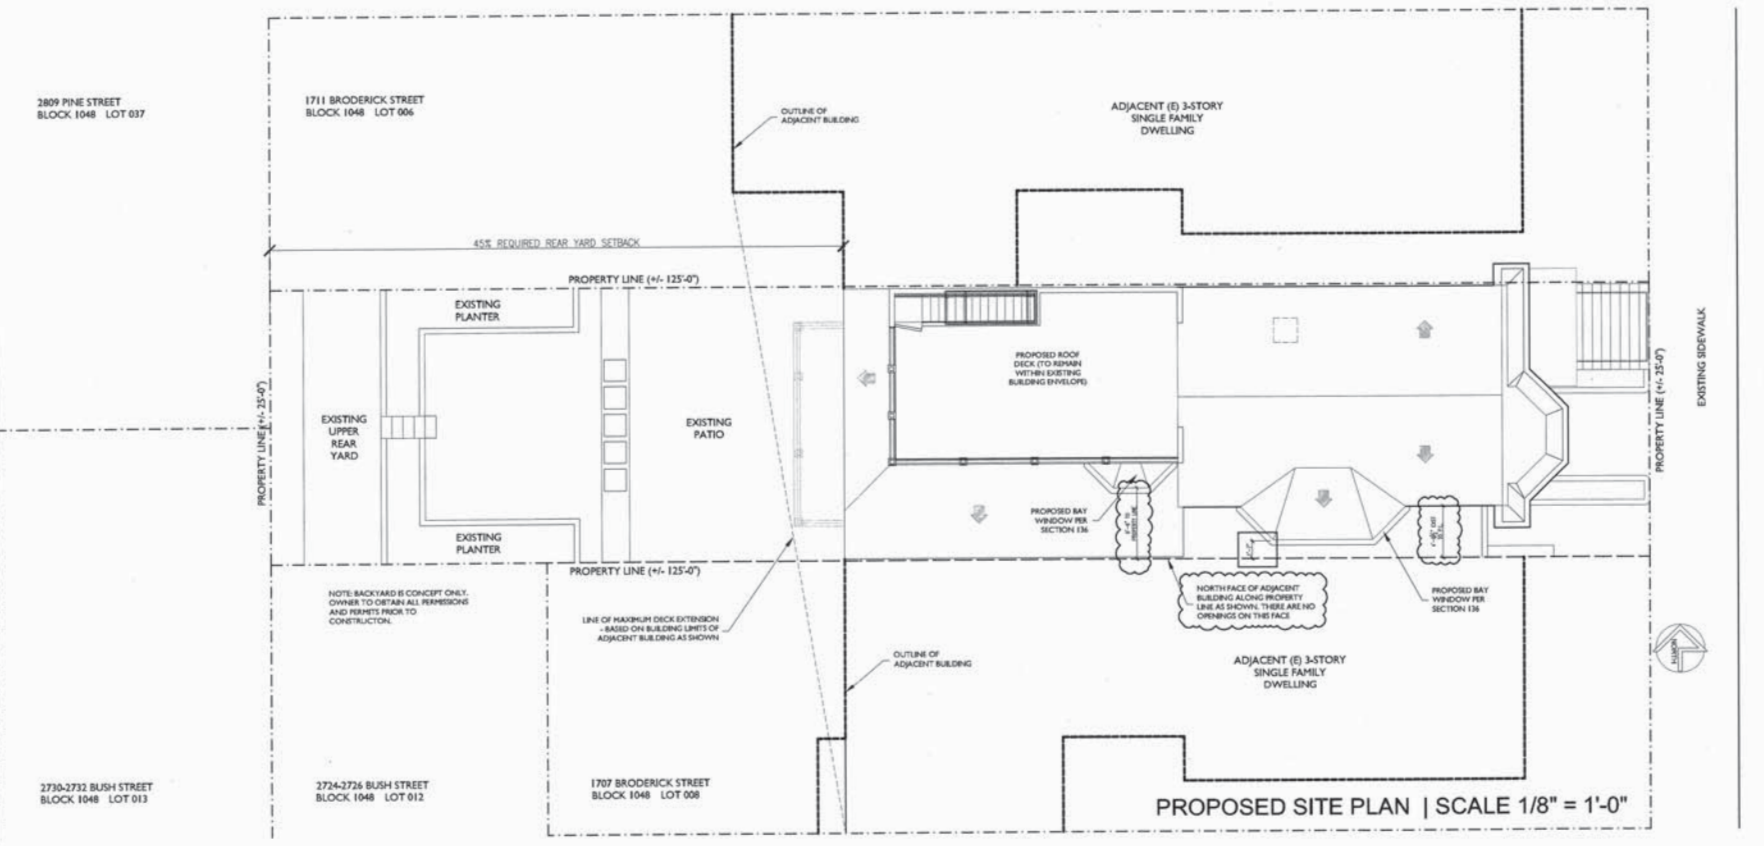 2809 PINE STREET
BLOCK 1048 LOT 037
1711 BRODERICK STREET
BLOCK 1048 LOT 006
OUTLINE OF
ADJACENT BUILDING
ADJACENT (E) 3-STORY
SINGLE FAMILY
DWELLING
45% REQUIRED REAR YARD SETBACK
PROPERTY LINE (+/- 125'-0")
EXISTING
PLANTER
PROPOSED ROOF
DECK (TO REMAIN
WITHIN EXISTING
BUILDING ENVELOPE)
PROPERTY LINE (+/- 25'-0")
EXISTING
UPPER
REAR
YARD
EXISTING
PATIO
PROPERTY LINE (+/- 25'-0")
EXISTING SIDEWALK
PROPOSED BAY
WINDOW PER
SECTION 136
PROPERTY LINE
EXISTING
PLANTER
PROPERTY LINE (+/- 125'-0")
NOTE: BACKYARD IS CONCEPT ONLY.
OWNER TO OBTAIN ALL PERMISSIONS
AND PERMITS PRIOR TO
CONSTRUCTON.
LINE OF MAXIMUM DECK EXTENSION
- BASED ON BUILDING LIMITS OF
ADJACENT BUILDING AS SHOWN
NORTH FACE OF ADJACENT
BUILDING ALONG PROPERTY
LINE AS SHOWN. THERE ARE NO
OPENINGS ON THIS FACE
PROPOSED BAY
WINDOW PER
SECTION 136
OUTLINE OF
ADJACENT BUILDING
ADJACENT (E) 3-STORY
SINGLE FAMILY
DWELLING
NORTH
2730-2732 BUSH STREET
BLOCK 1048 LOT 013
2724-2726 BUSH STREET
BLOCK 1048 LOT 012
1707 BRODERICK STREET
BLOCK 1048 LOT 008
PROPOSED SITE PLAN | SCALE 1/8" = 1'-0"